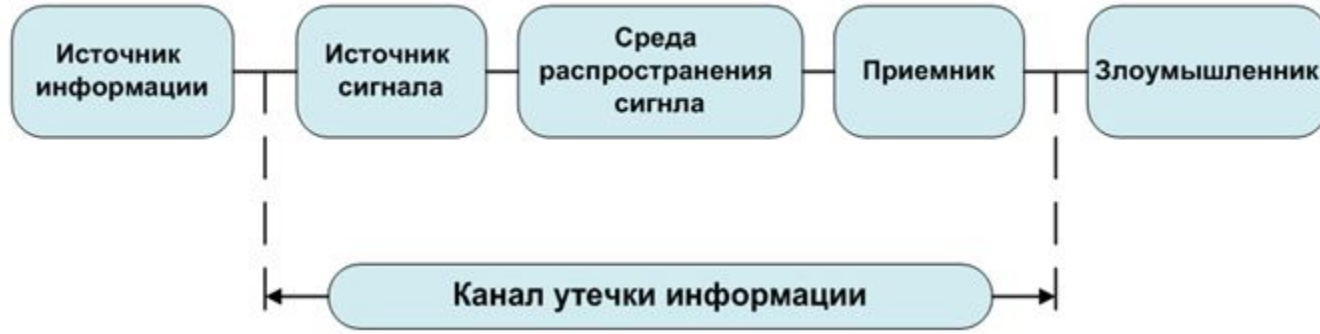 Источник
информации
Источник
сигнала
Среда
распространения
сигнла
Приемник
Злоумышленник
Канал утечки информации